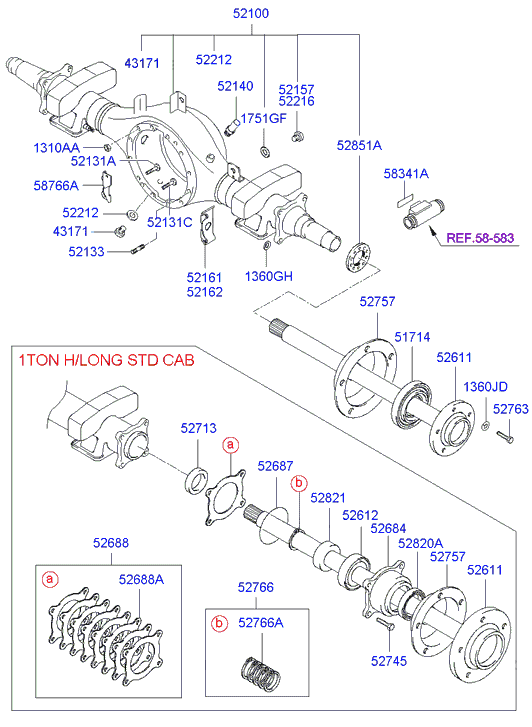 52100
43171
52212
52140
52157
52216
1751GF
52851A
1310AA
52131A
58341A
58766A
52212
52131C
43171
REF.58-583
52133
52161
52162
1360GH
52757
51714
52611
1360JD
52763
1TON H/LONG STD CAB
52713
a
52687
b
52821
52612
52684
52820A
52757
52611
52688
a
52688A
52766
b
52766A
52745